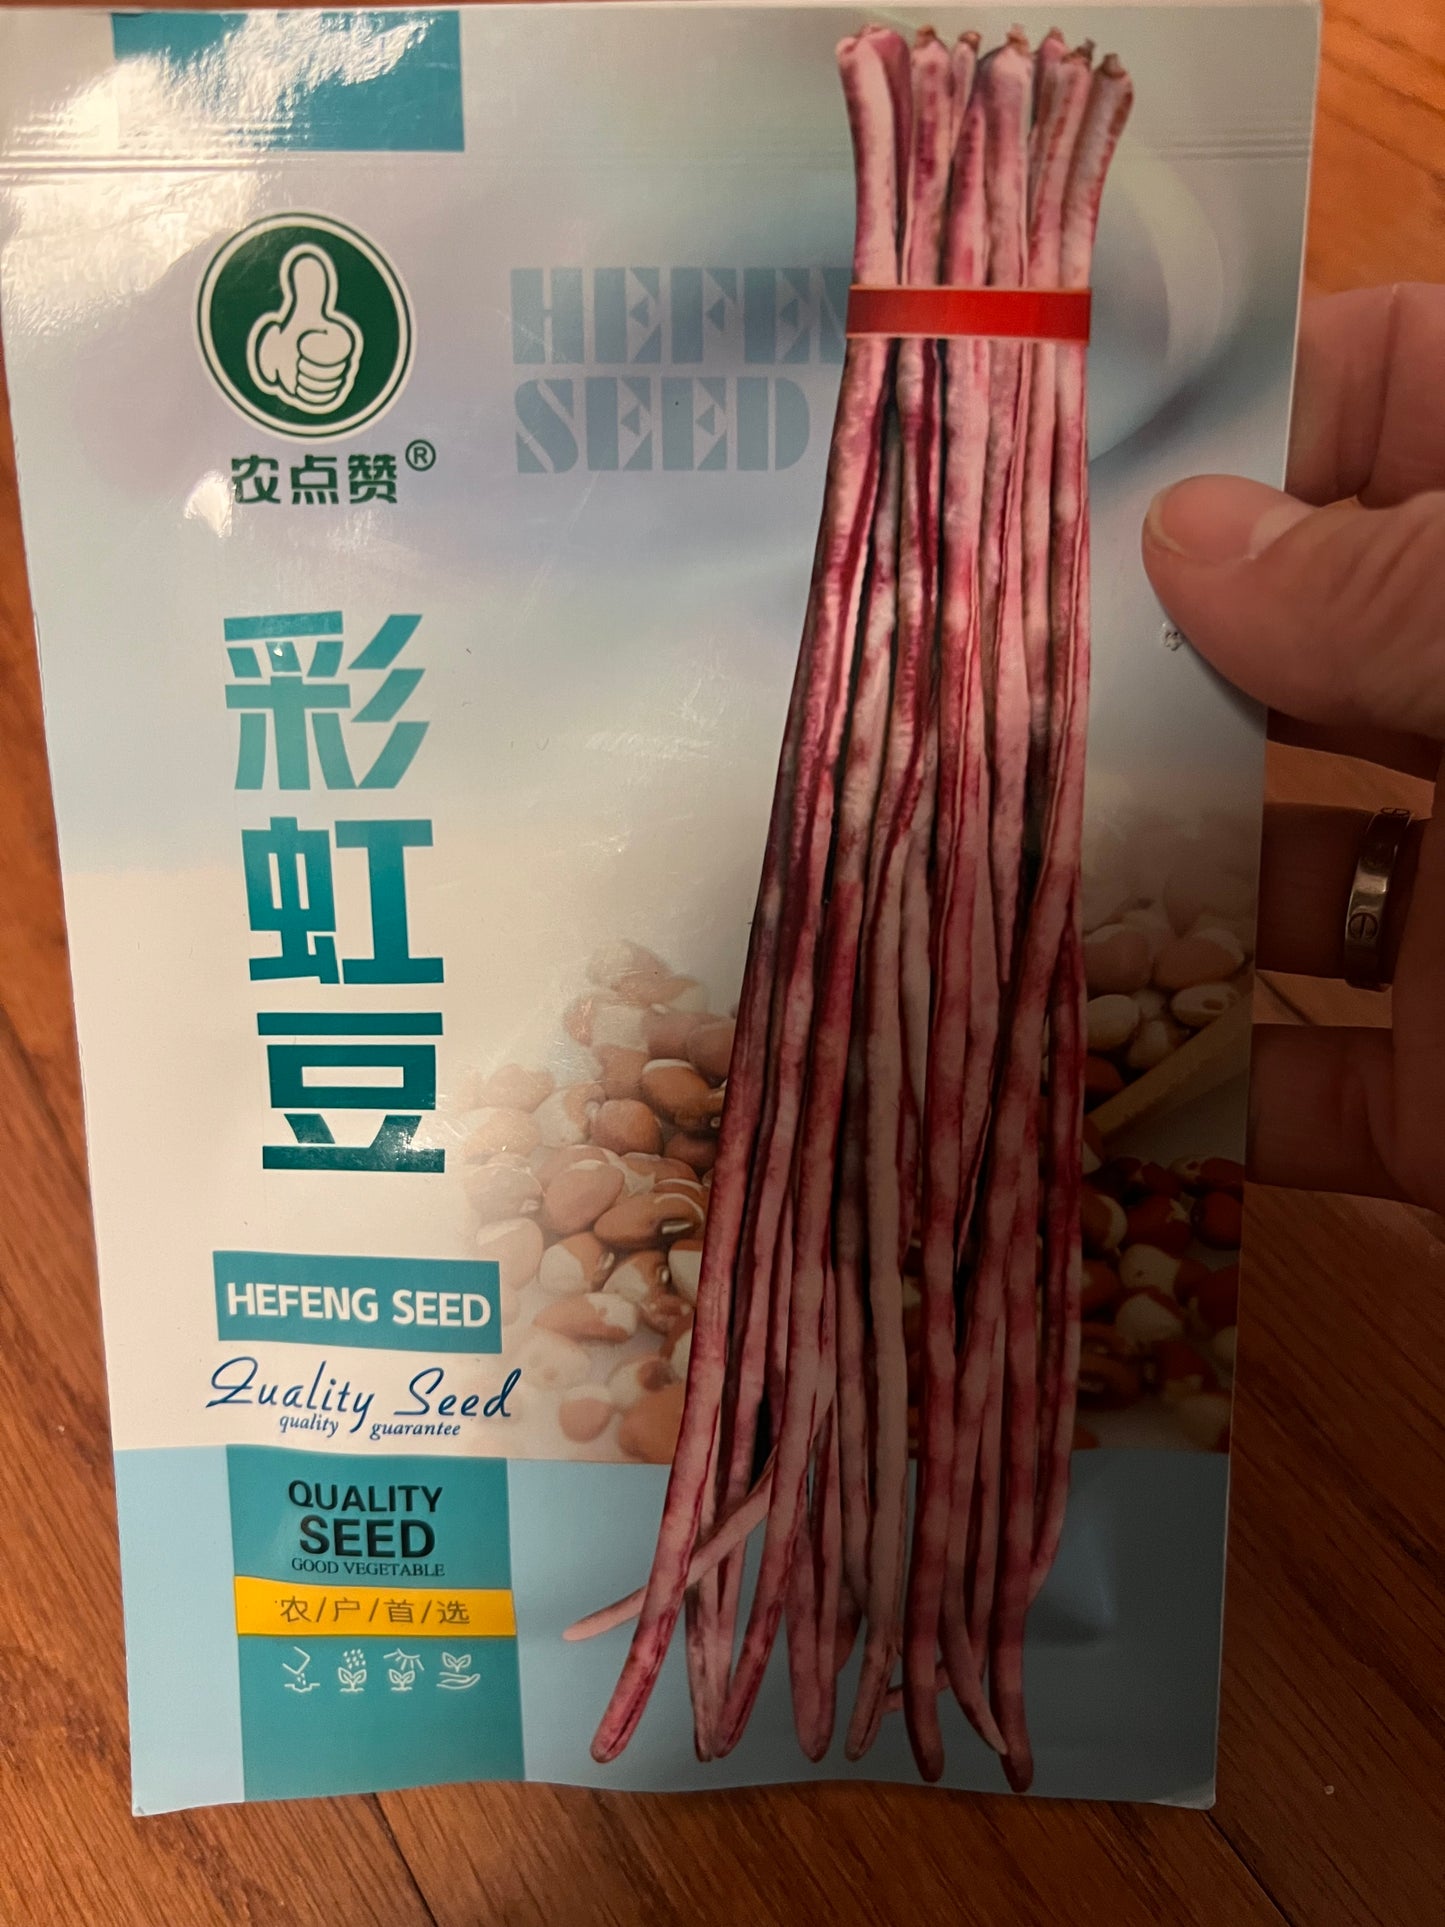 HEFEN
SEED
农点赞®
彩虹豆
HEFENG SEED
Quality Seed
quality guarantee
QUALITY
SEED
GOOD VEGETABLE
农/户/首/选